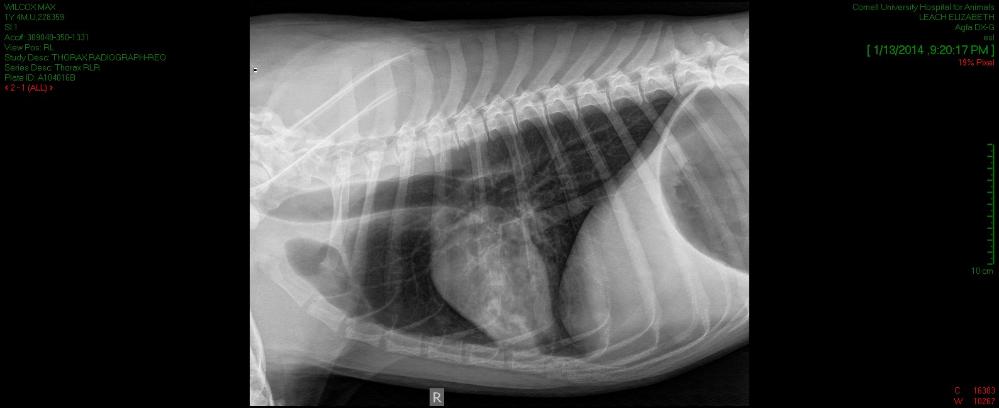 WILCOX MAX
1Y 4M,U,228359
SI:1
Acc#: 309040-350-1331
View Pos: RL
Study Desc: THORAX RADIOGRAPH-REQ
Series Desc: Thorax RLR
Plate ID: A104016B
< 2 - 1 (ALL) >
Cornell University Hospital for Animals
LEACH ELIZABETH
Agfa DX-G
esl
[ 1/13/2014 ,9:20:17 PM ]
19% Pixel
10 cm
R
C 16383
W 10267